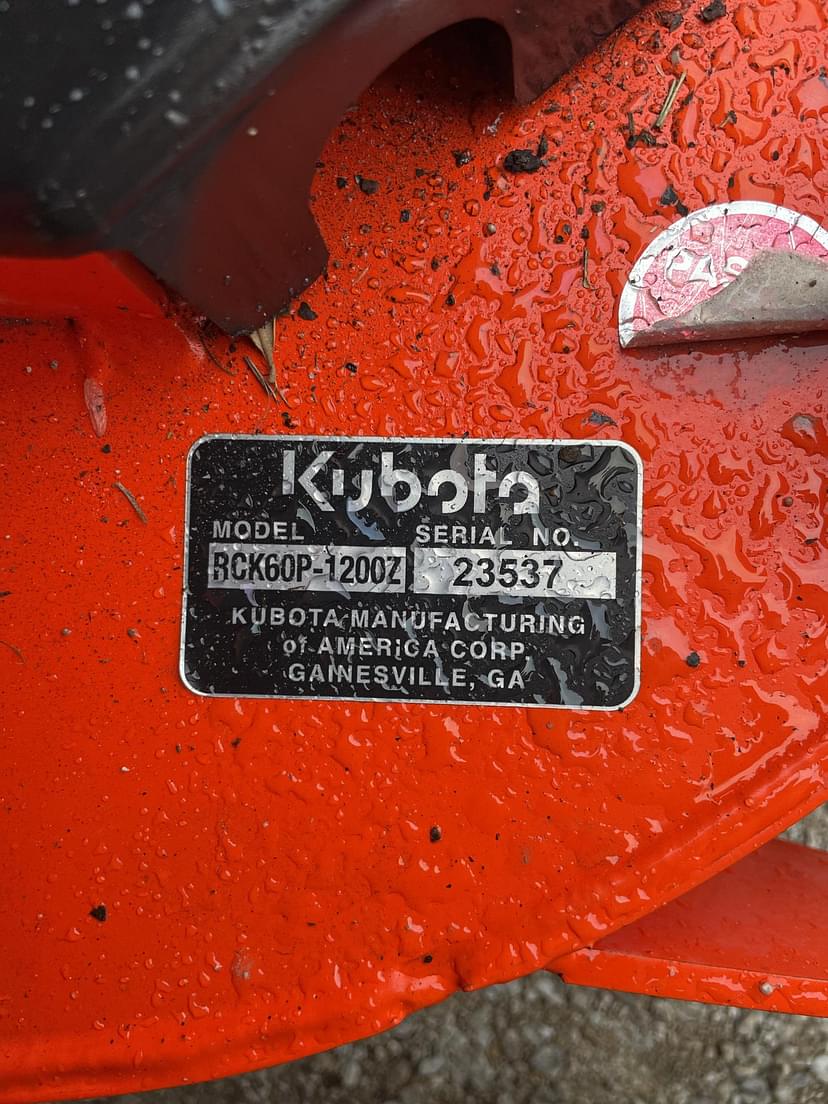 Kubota
MODEL SERIAL NO.
RCK60P-1200Z 23537
KUBOTA MANUFACTURING
of AMERICA CORP.
GAINESVILLE, GA